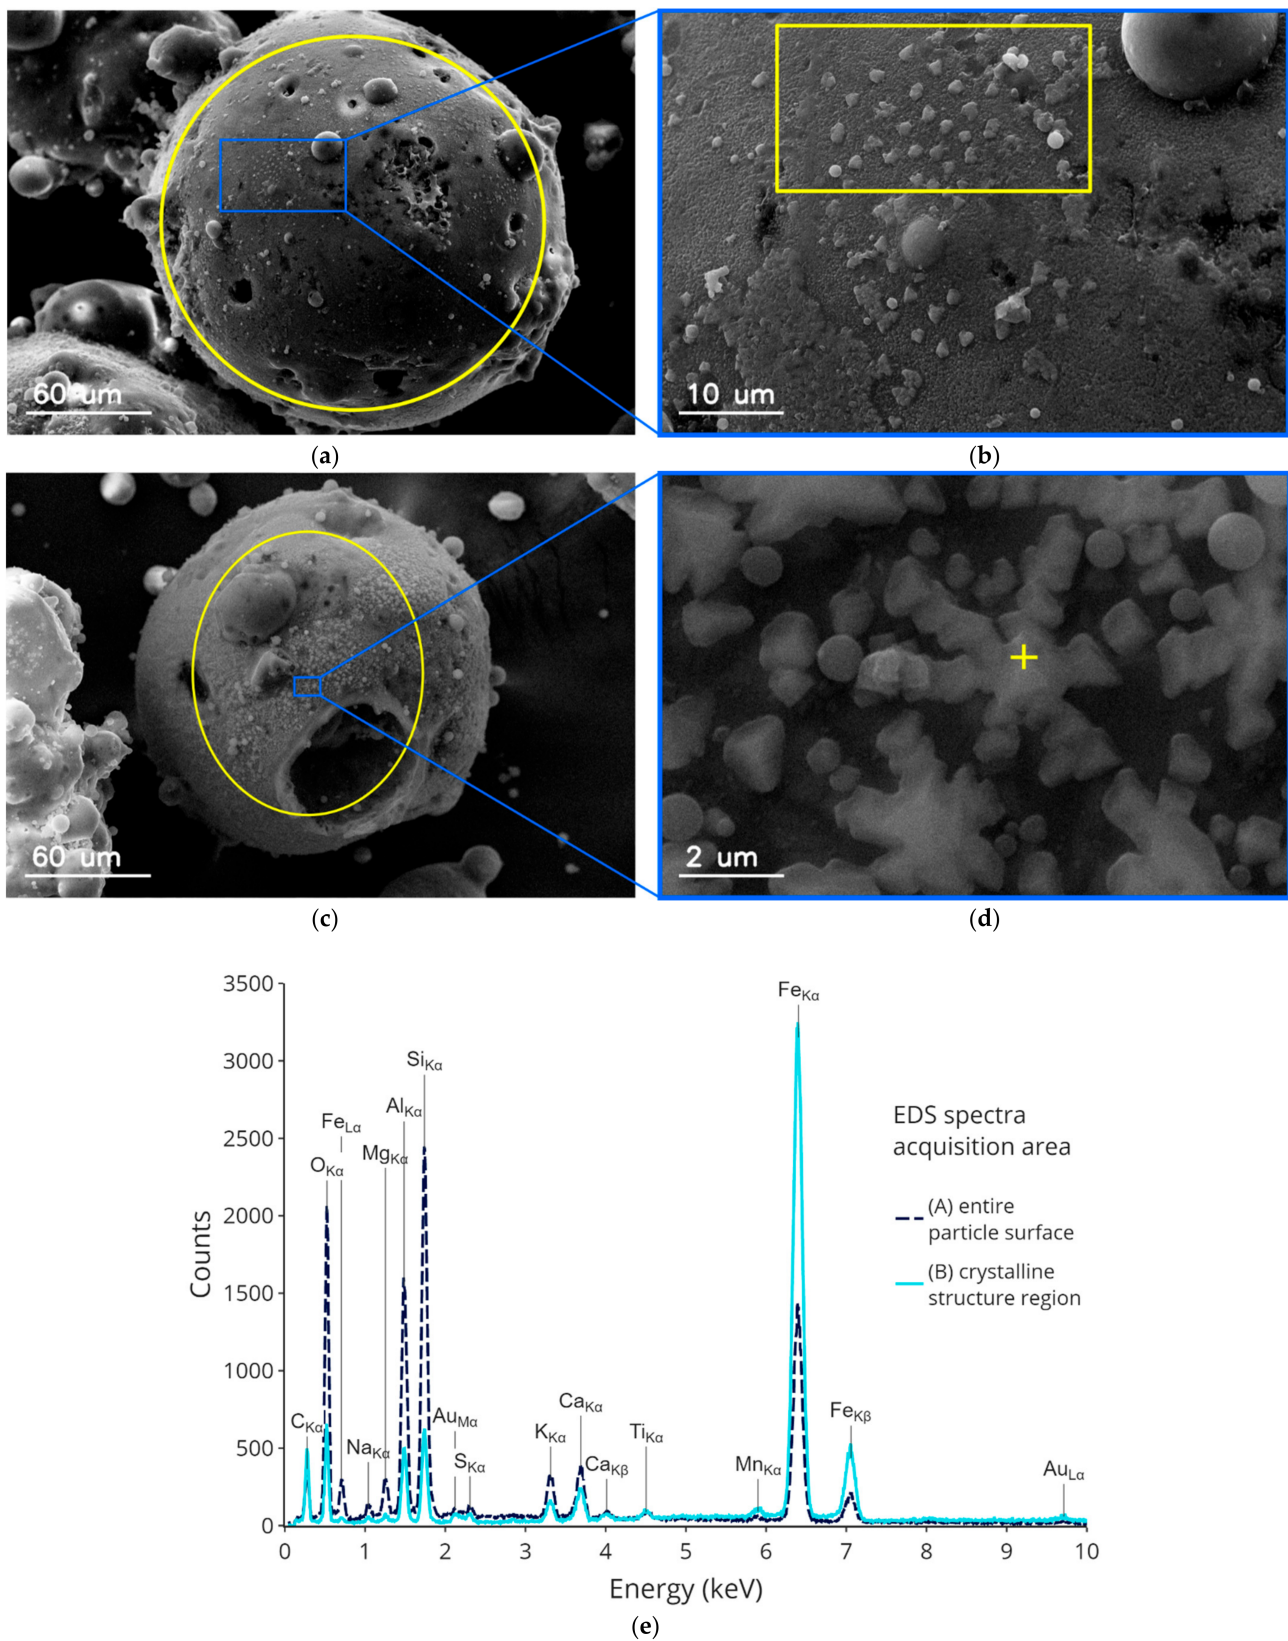 60 um
10 um
(a)
(b)
60 um
2 um
(c)
(d)
3500
3000
2500
2000
1500
1000
500
0
Counts
CKα
OKα
FeLα
NaKα
MgKα
AlKα
SiKα
AuMα
SKα
KKα
CaKα
CaKβ
TiKα
MnKα
FeKα
FeKβ
AuLα
EDS spectra
acquisition area
(A) entire
particle surface
(B) crystalline
structure region
0 1 2 3 4 5 6 7 8 9 10
Energy (keV)
(e)